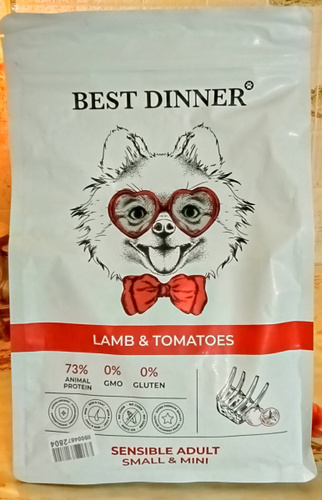 BEST DINNER
LAMB & TOMATOES
73% 0% 0%
ANIMAL PROTEIN GMO GLUTEN
SENSIBLE ADULT
SMALL & MINI